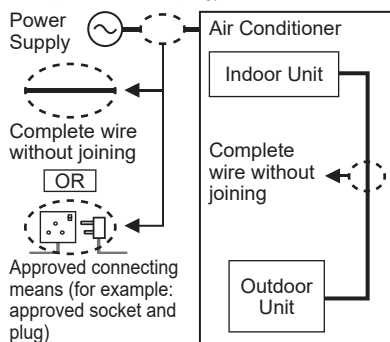 Power
Supply
Air Conditioner
Indoor Unit
Complete wire
without joining
OR
Complete
wire without
joining
Approved connecting
means (for example:
approved socket and
plug)
Outdoor
Unit